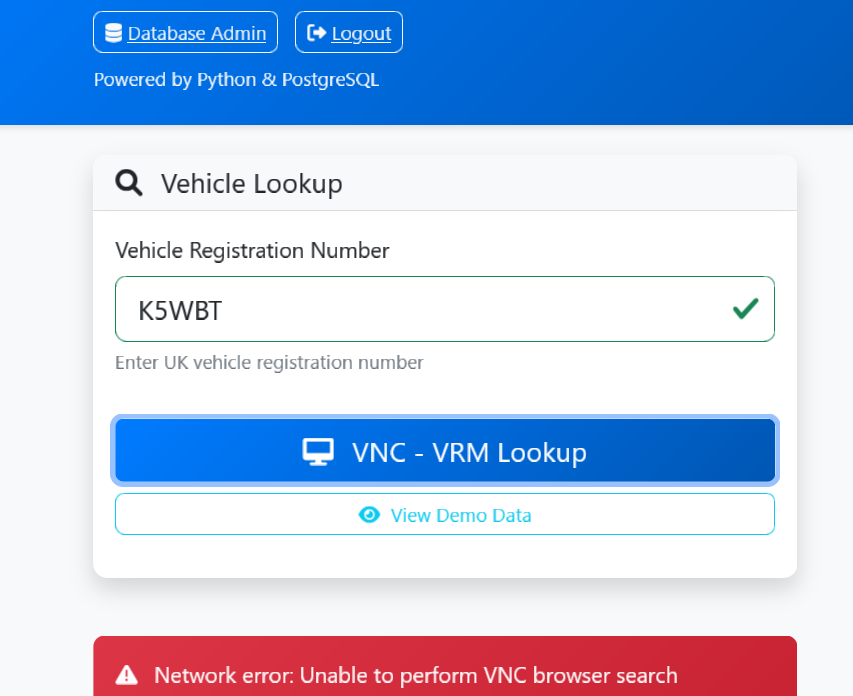 Database Admin
Logout
Powered by Python & PostgreSQL
Vehicle Lookup
Vehicle Registration Number
K5WBT
Enter UK vehicle registration number
VNC - VRM Lookup
View Demo Data
Network error: Unable to perform VNC browser search